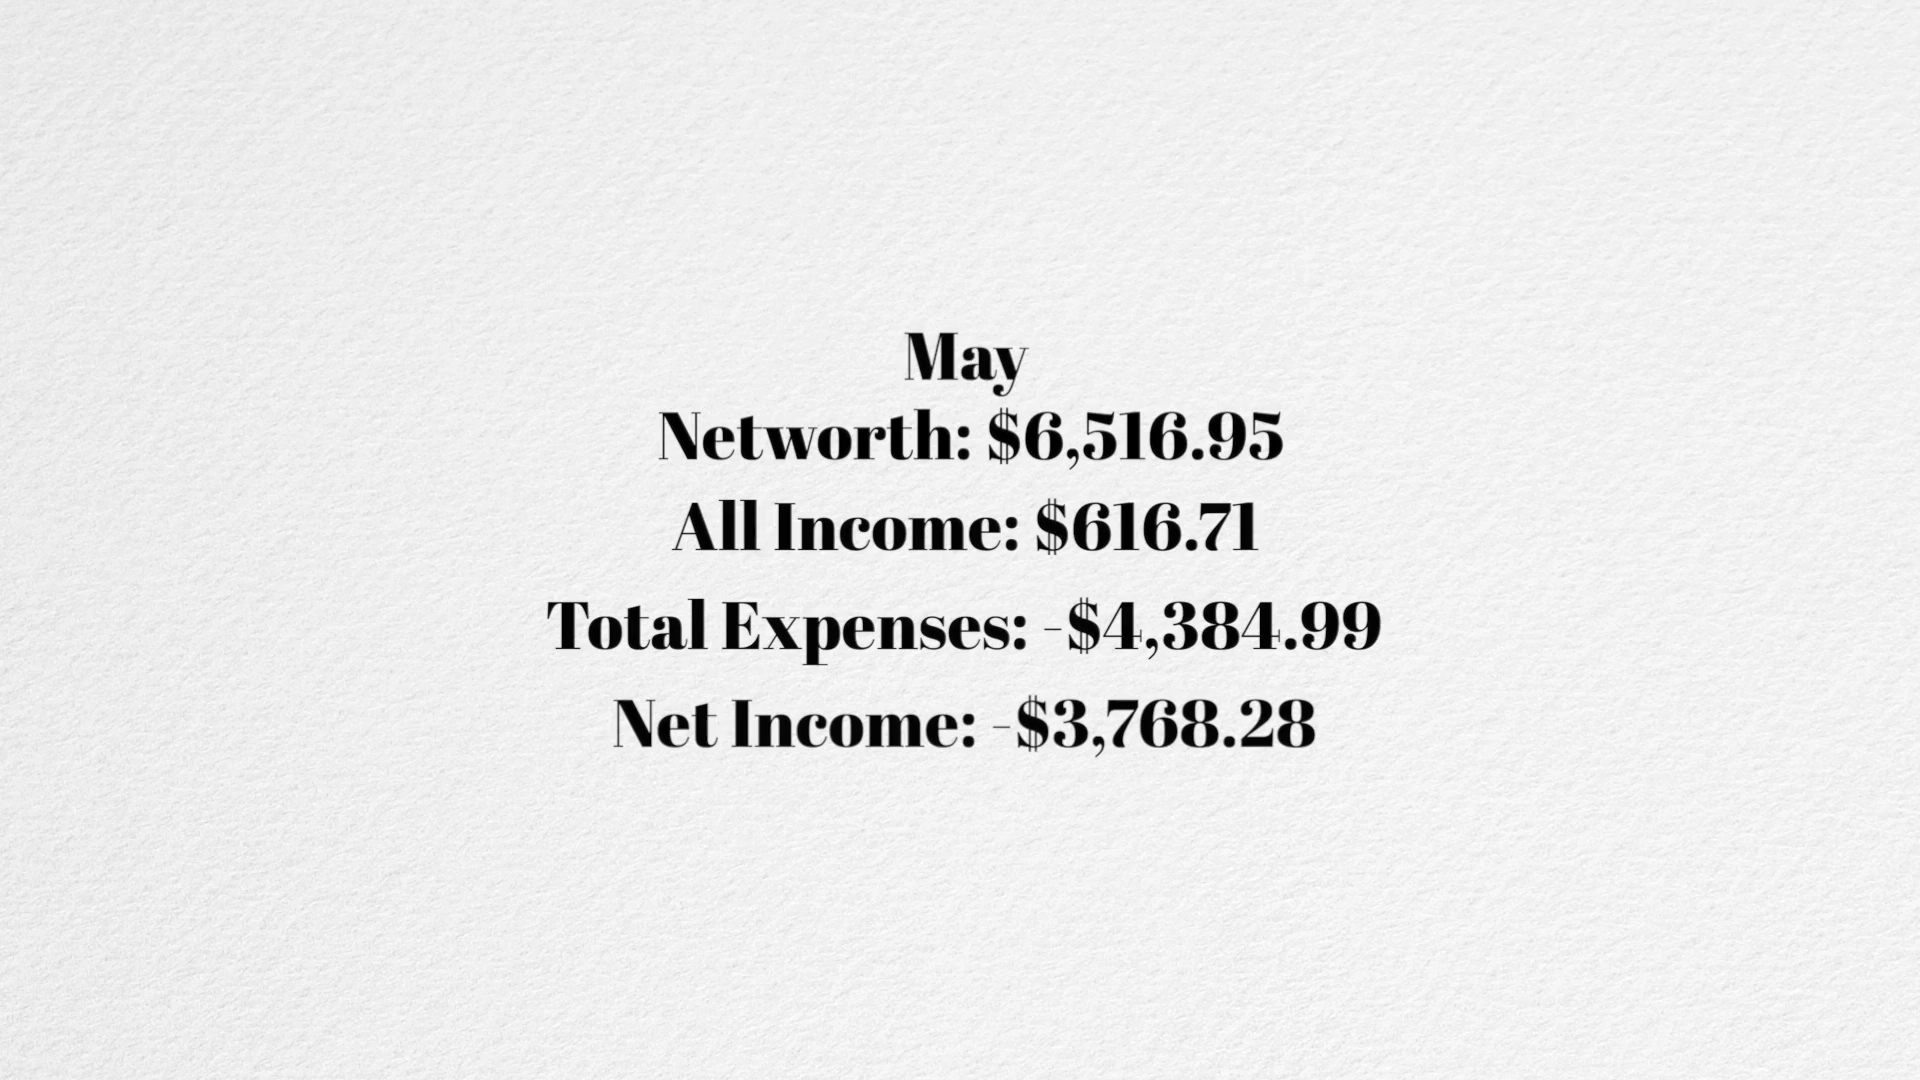 May
Networth: $6,516.95
All Income: $616.71
Total Expenses: -$4,384.99
Net Income: -$3,768.28